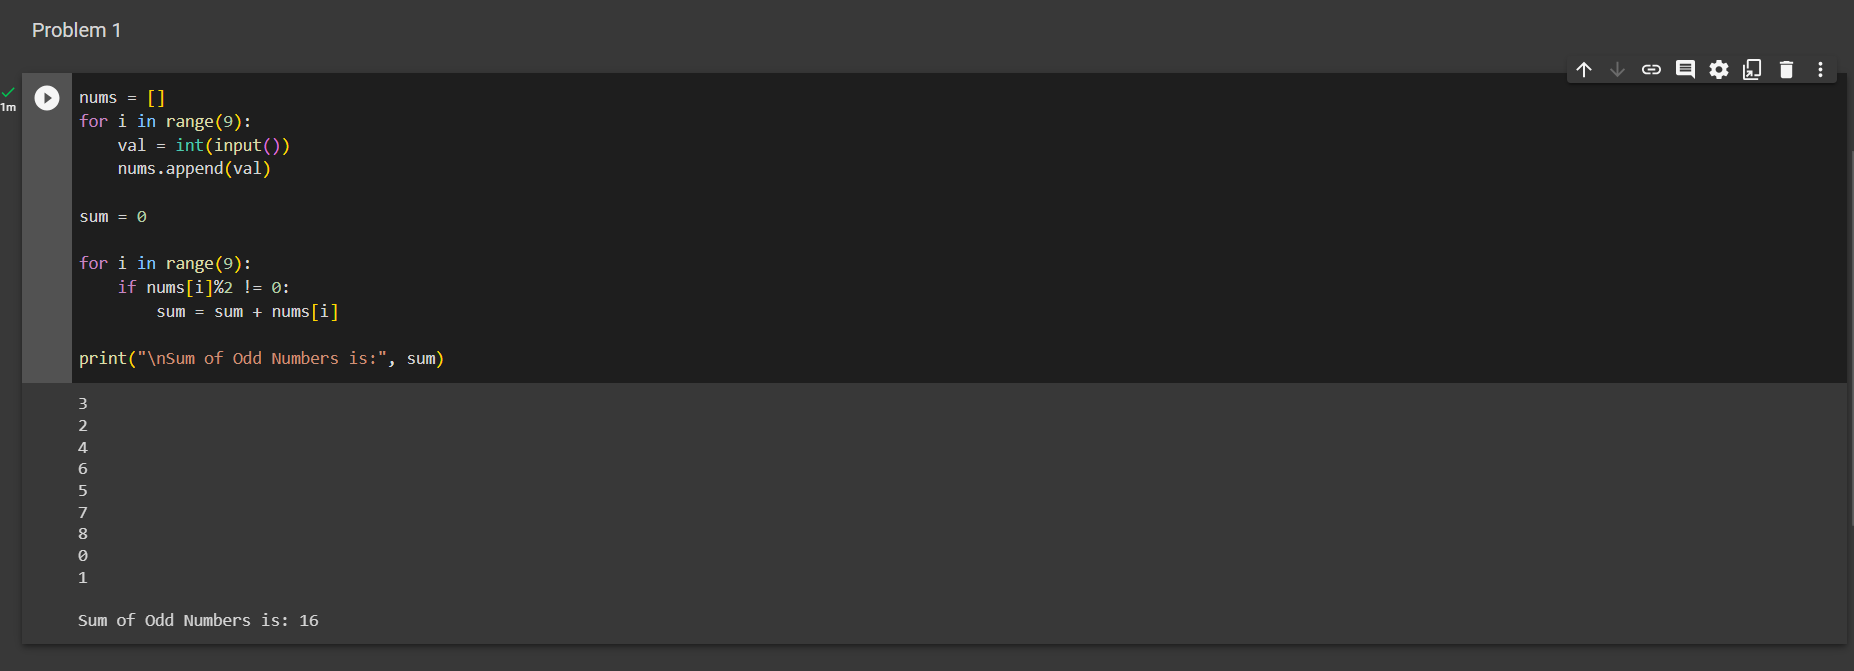 Problem 1
1m
nums = []
for i in range(9):
    val = int(input())
    nums.append(val)
sum = 0
for i in range(9):
    if nums[i]%2 != 0:
        sum = sum + nums[i]
print("\nSum of Odd Numbers is:", sum)
3
2
4
6
5
7
8
0
1
Sum of Odd Numbers is: 16